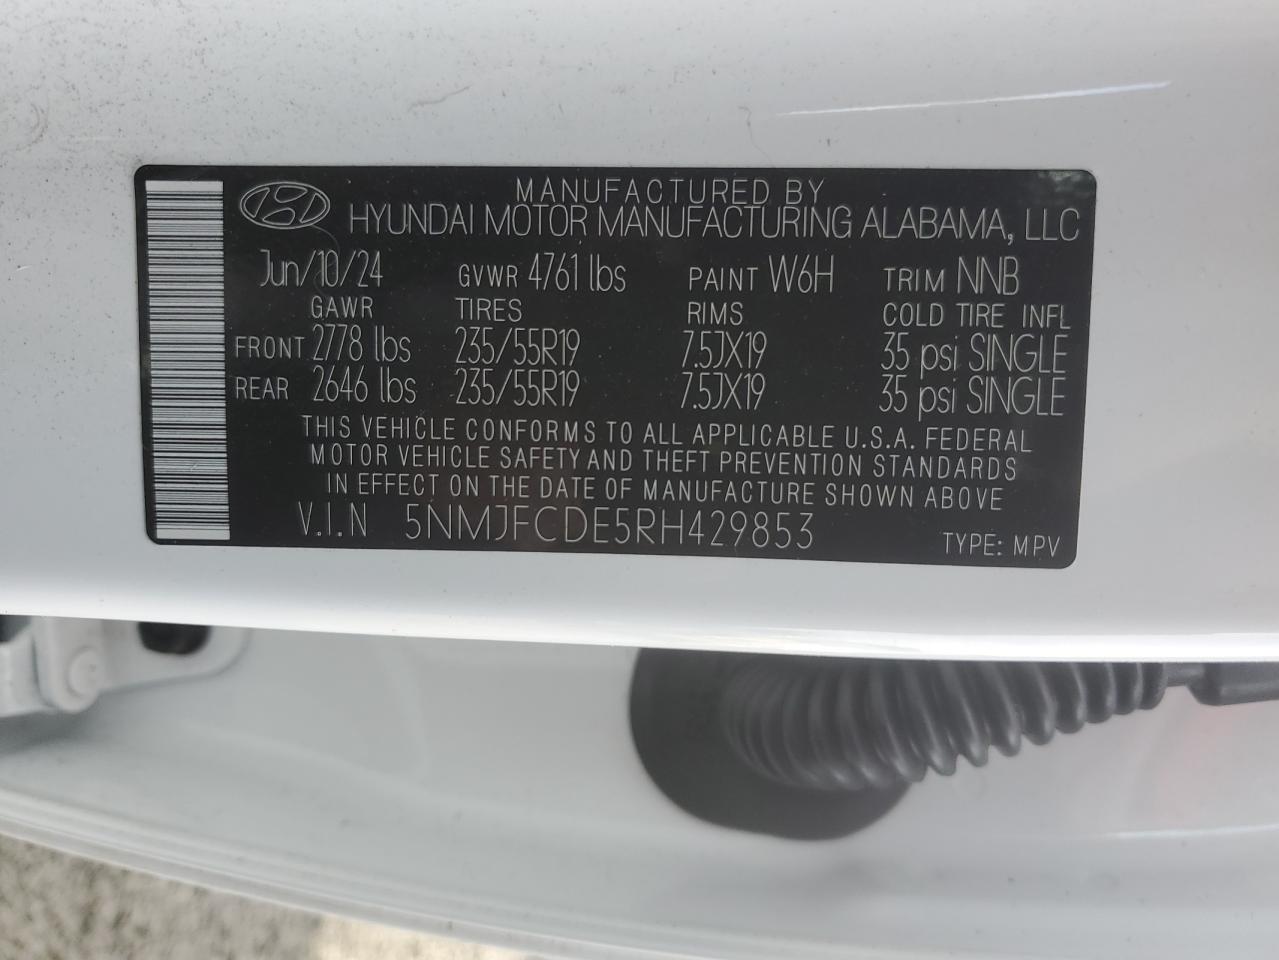 MANUFACTURED BY
HYUNDAI MOTOR MANUFACTURING ALABAMA, LLC
Jun/10/24 GVWR 4761 lbs PAINT W6H TRIM NNB
GAWR TIRES RIMS COLD TIRE INFL
FRONT 2778 lbs 235/55R19 7.5JX19 35 psi SINGLE
REAR 2646 lbs 235/55R19 7.5JX19 35 psi SINGLE
THIS VEHICLE CONFORMS TO ALL APPLICABLE U.S.A. FEDERAL
MOTOR VEHICLE SAFETY AND THEFT PREVENTION STANDARDS
IN EFFECT ON THE DATE OF MANUFACTURE SHOWN ABOVE
V.I.N 5NMJFCDE5RH429853 TYPE: MPV